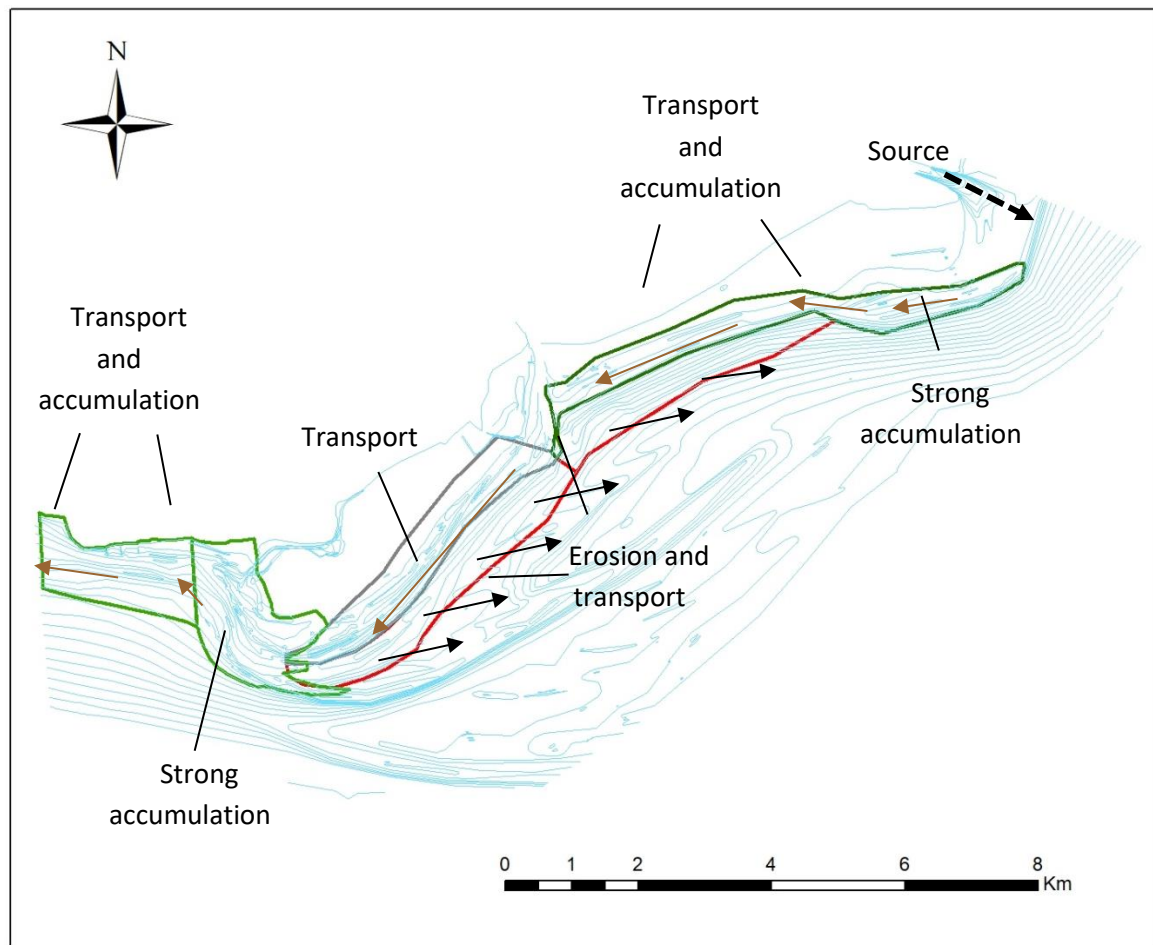 N
Transport
and
accumulation
Source
Transport
and
accumulation
Transport
Strong
accumulation
Erosion and
transport
Strong
accumulation
0 1 2 4 6 8
Km